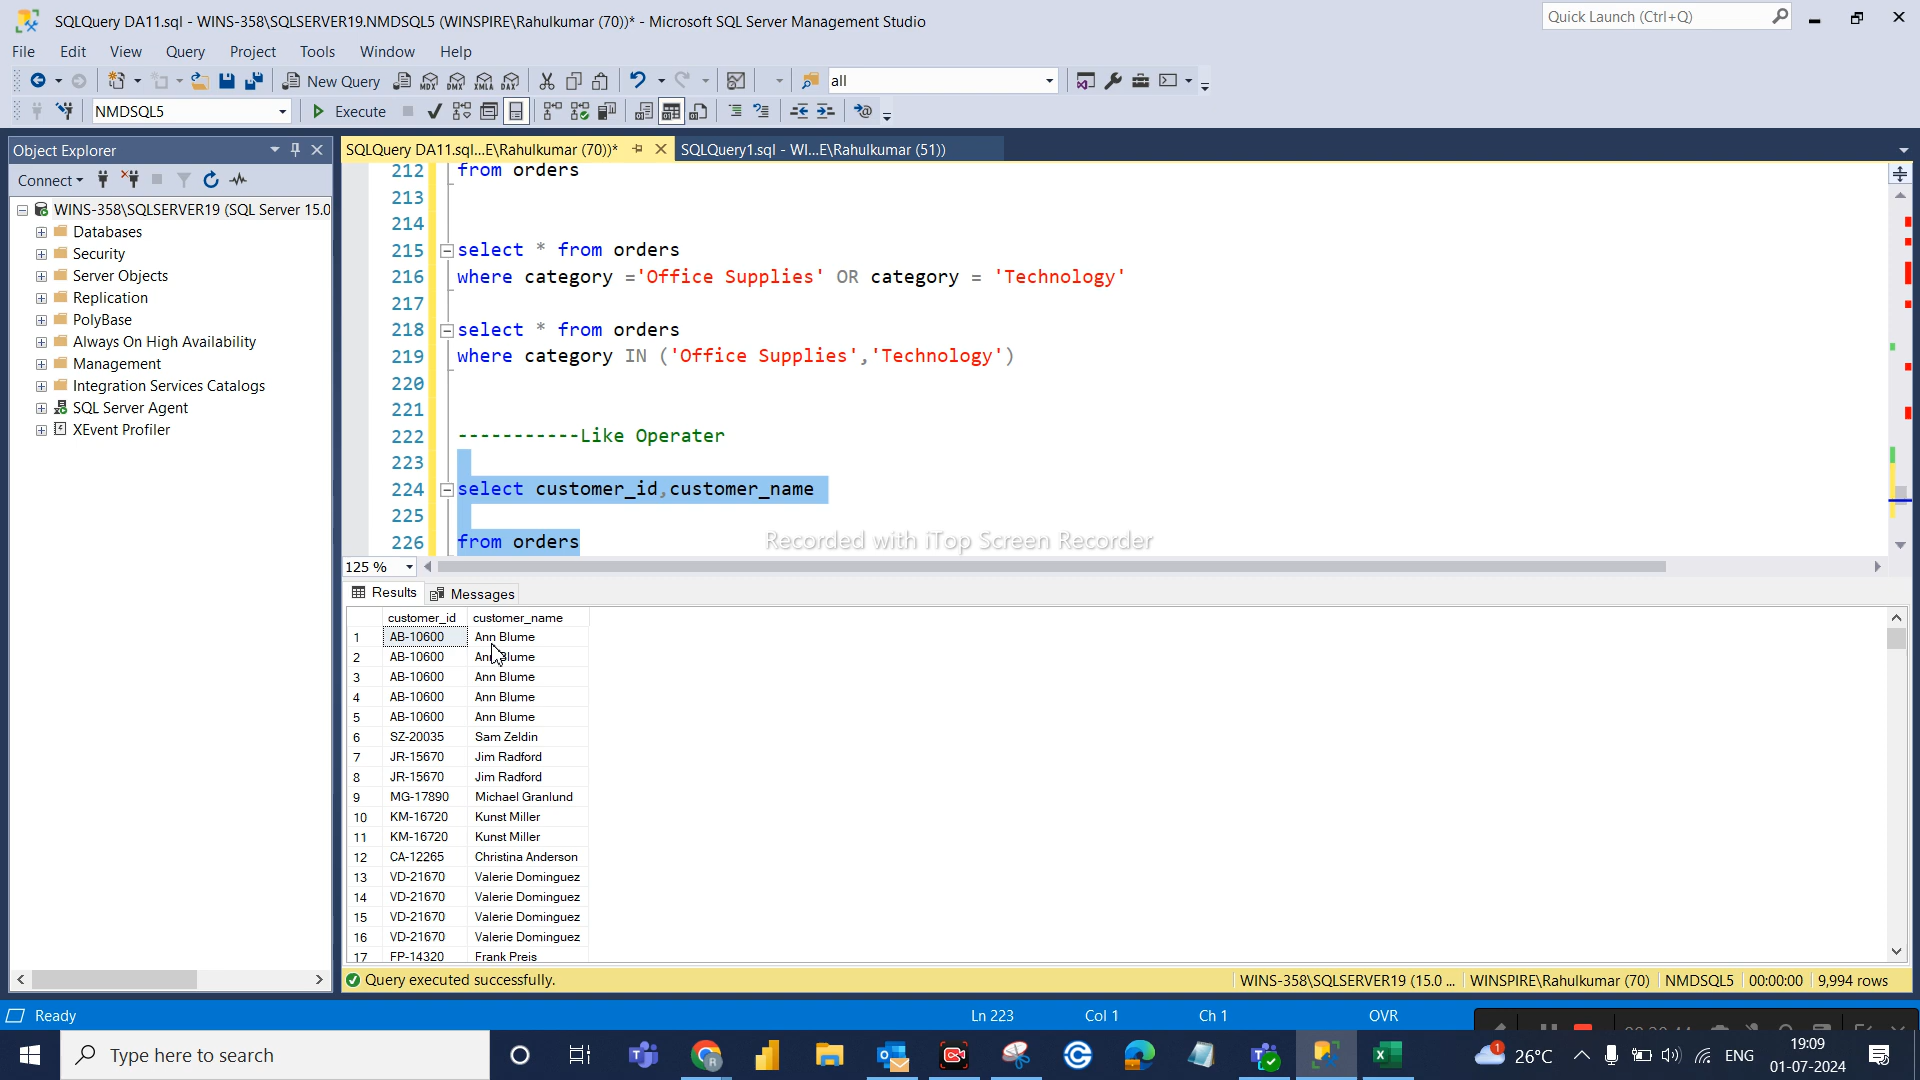 SQLQuery DA11.sql - WINS-358\SQLSERVER19.NMDSQL5 (WINSPIRE\Rahulkumar (70))* - Microsoft SQL Server Management Studio
Quick Launch (Ctrl+Q)
File Edit View Query Project Tools Window Help
New Query
MDX DMX XMLA DAX
all
NMDSQL5
Execute
Object Explorer
SQLQuery DA11.sql...E\Rahulkumar (70))*
SQLQuery1.sql - WI...E\Rahulkumar (51))
Connect
WINS-358\SQLSERVER19 (SQL Server 15.0
Databases
Security
Server Objects
Replication
PolyBase
Always On High Availability
Management
Integration Services Catalogs
SQL Server Agent
XEvent Profiler
212 from orders
213
214
215 select * from orders
216 where category ='Office Supplies' OR category = 'Technology'
217
218 select * from orders
219 where category IN ('Office Supplies','Technology')
220
221
222 -----------Like Operater
223
224 select customer_id,customer_name
225
226 from orders
Recorded with iTop Screen Recorder
125 %
Results Messages
customer_id customer_name
1 AB-10600 Ann Blume
2 AB-10600 Ann Blume
3 AB-10600 Ann Blume
4 AB-10600 Ann Blume
5 AB-10600 Ann Blume
6 SZ-20035 Sam Zeldin
7 JR-15670 Jim Radford
8 JR-15670 Jim Radford
9 MG-17890 Michael Granlund
10 KM-16720 Kunst Miller
11 KM-16720 Kunst Miller
12 CA-12265 Christina Anderson
13 VD-21670 Valerie Dominguez
14 VD-21670 Valerie Dominguez
15 VD-21670 Valerie Dominguez
16 VD-21670 Valerie Dominguez
17 FP-14320 Frank Preis
Query executed successfully.
WINS-358\SQLSERVER19 (15.0 ... WINSPIRE\Rahulkumar (70) NMDSQL5 00:00:00 9,994 rows
Ready
Ln 223 Col 1 Ch 1 OVR
Type here to search
1 26°C
ENG
19:09
01-07-2024